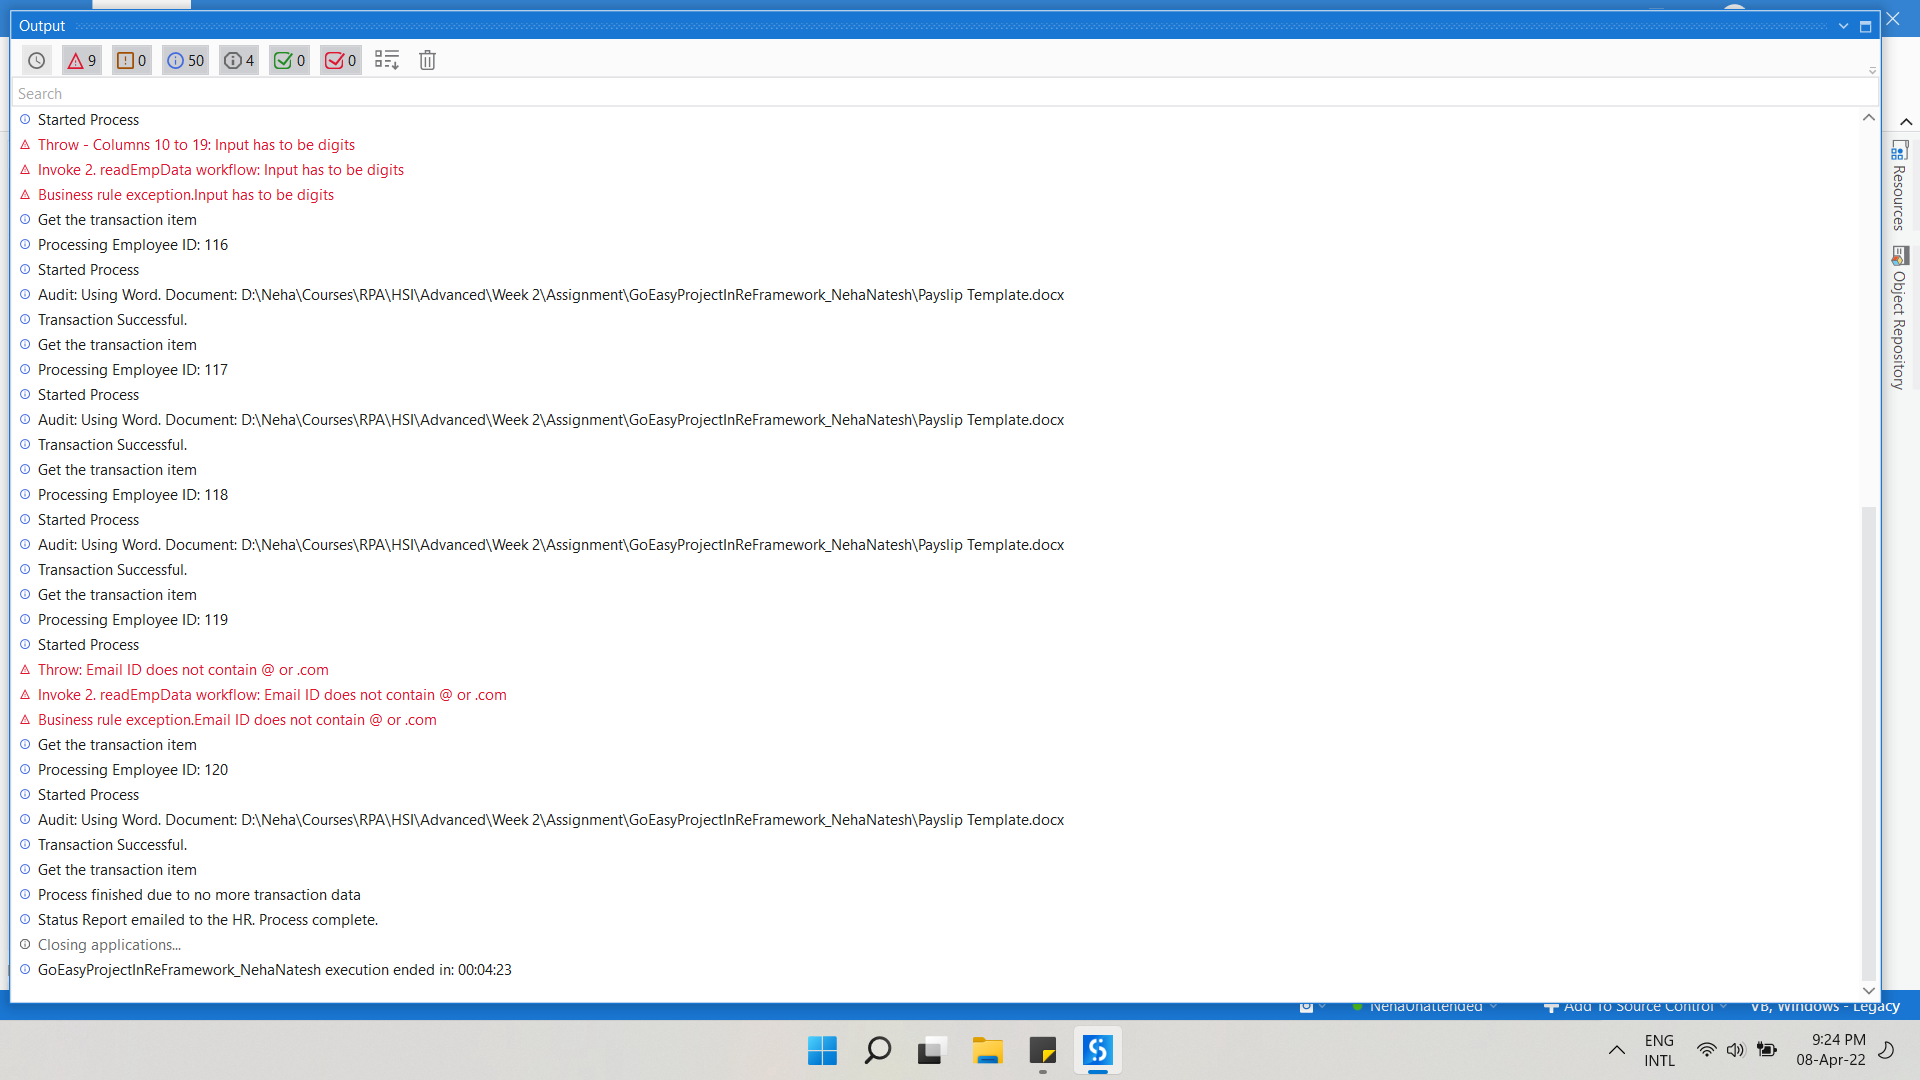 Output
9
0
50
4
0
0
Search
Started Process
Throw - Columns 10 to 19: Input has to be digits
Invoke 2. readEmpData workflow: Input has to be digits
Business rule exception.Input has to be digits
Get the transaction item
Processing Employee ID: 116
Started Process
Audit: Using Word. Document: D:\Neha\Courses\RPA\HSI\Advanced\Week 2\Assignment\GoEasyProjectInReFramework_NehaNatesh\Payslip Template.docx
Transaction Successful.
Get the transaction item
Processing Employee ID: 117
Started Process
Audit: Using Word. Document: D:\Neha\Courses\RPA\HSI\Advanced\Week 2\Assignment\GoEasyProjectInReFramework_NehaNatesh\Payslip Template.docx
Transaction Successful.
Get the transaction item
Processing Employee ID: 118
Started Process
Audit: Using Word. Document: D:\Neha\Courses\RPA\HSI\Advanced\Week 2\Assignment\GoEasyProjectInReFramework_NehaNatesh\Payslip Template.docx
Transaction Successful.
Get the transaction item
Processing Employee ID: 119
Started Process
Throw: Email ID does not contain @ or .com
Invoke 2. readEmpData workflow: Email ID does not contain @ or .com
Business rule exception.Email ID does not contain @ or .com
Get the transaction item
Processing Employee ID: 120
Started Process
Audit: Using Word. Document: D:\Neha\Courses\RPA\HSI\Advanced\Week 2\Assignment\GoEasyProjectInReFramework_NehaNatesh\Payslip Template.docx
Transaction Successful.
Get the transaction item
Process finished due to no more transaction data
Status Report emailed to the HR. Process complete.
Closing applications...
GoEasyProjectInReFramework_NehaNatesh execution ended in: 00:04:23
Resources
Object Repository
NehaUnattended
Add To Source Control
VB, Windows - Legacy
ENG
INTL
9:24 PM
08-Apr-22